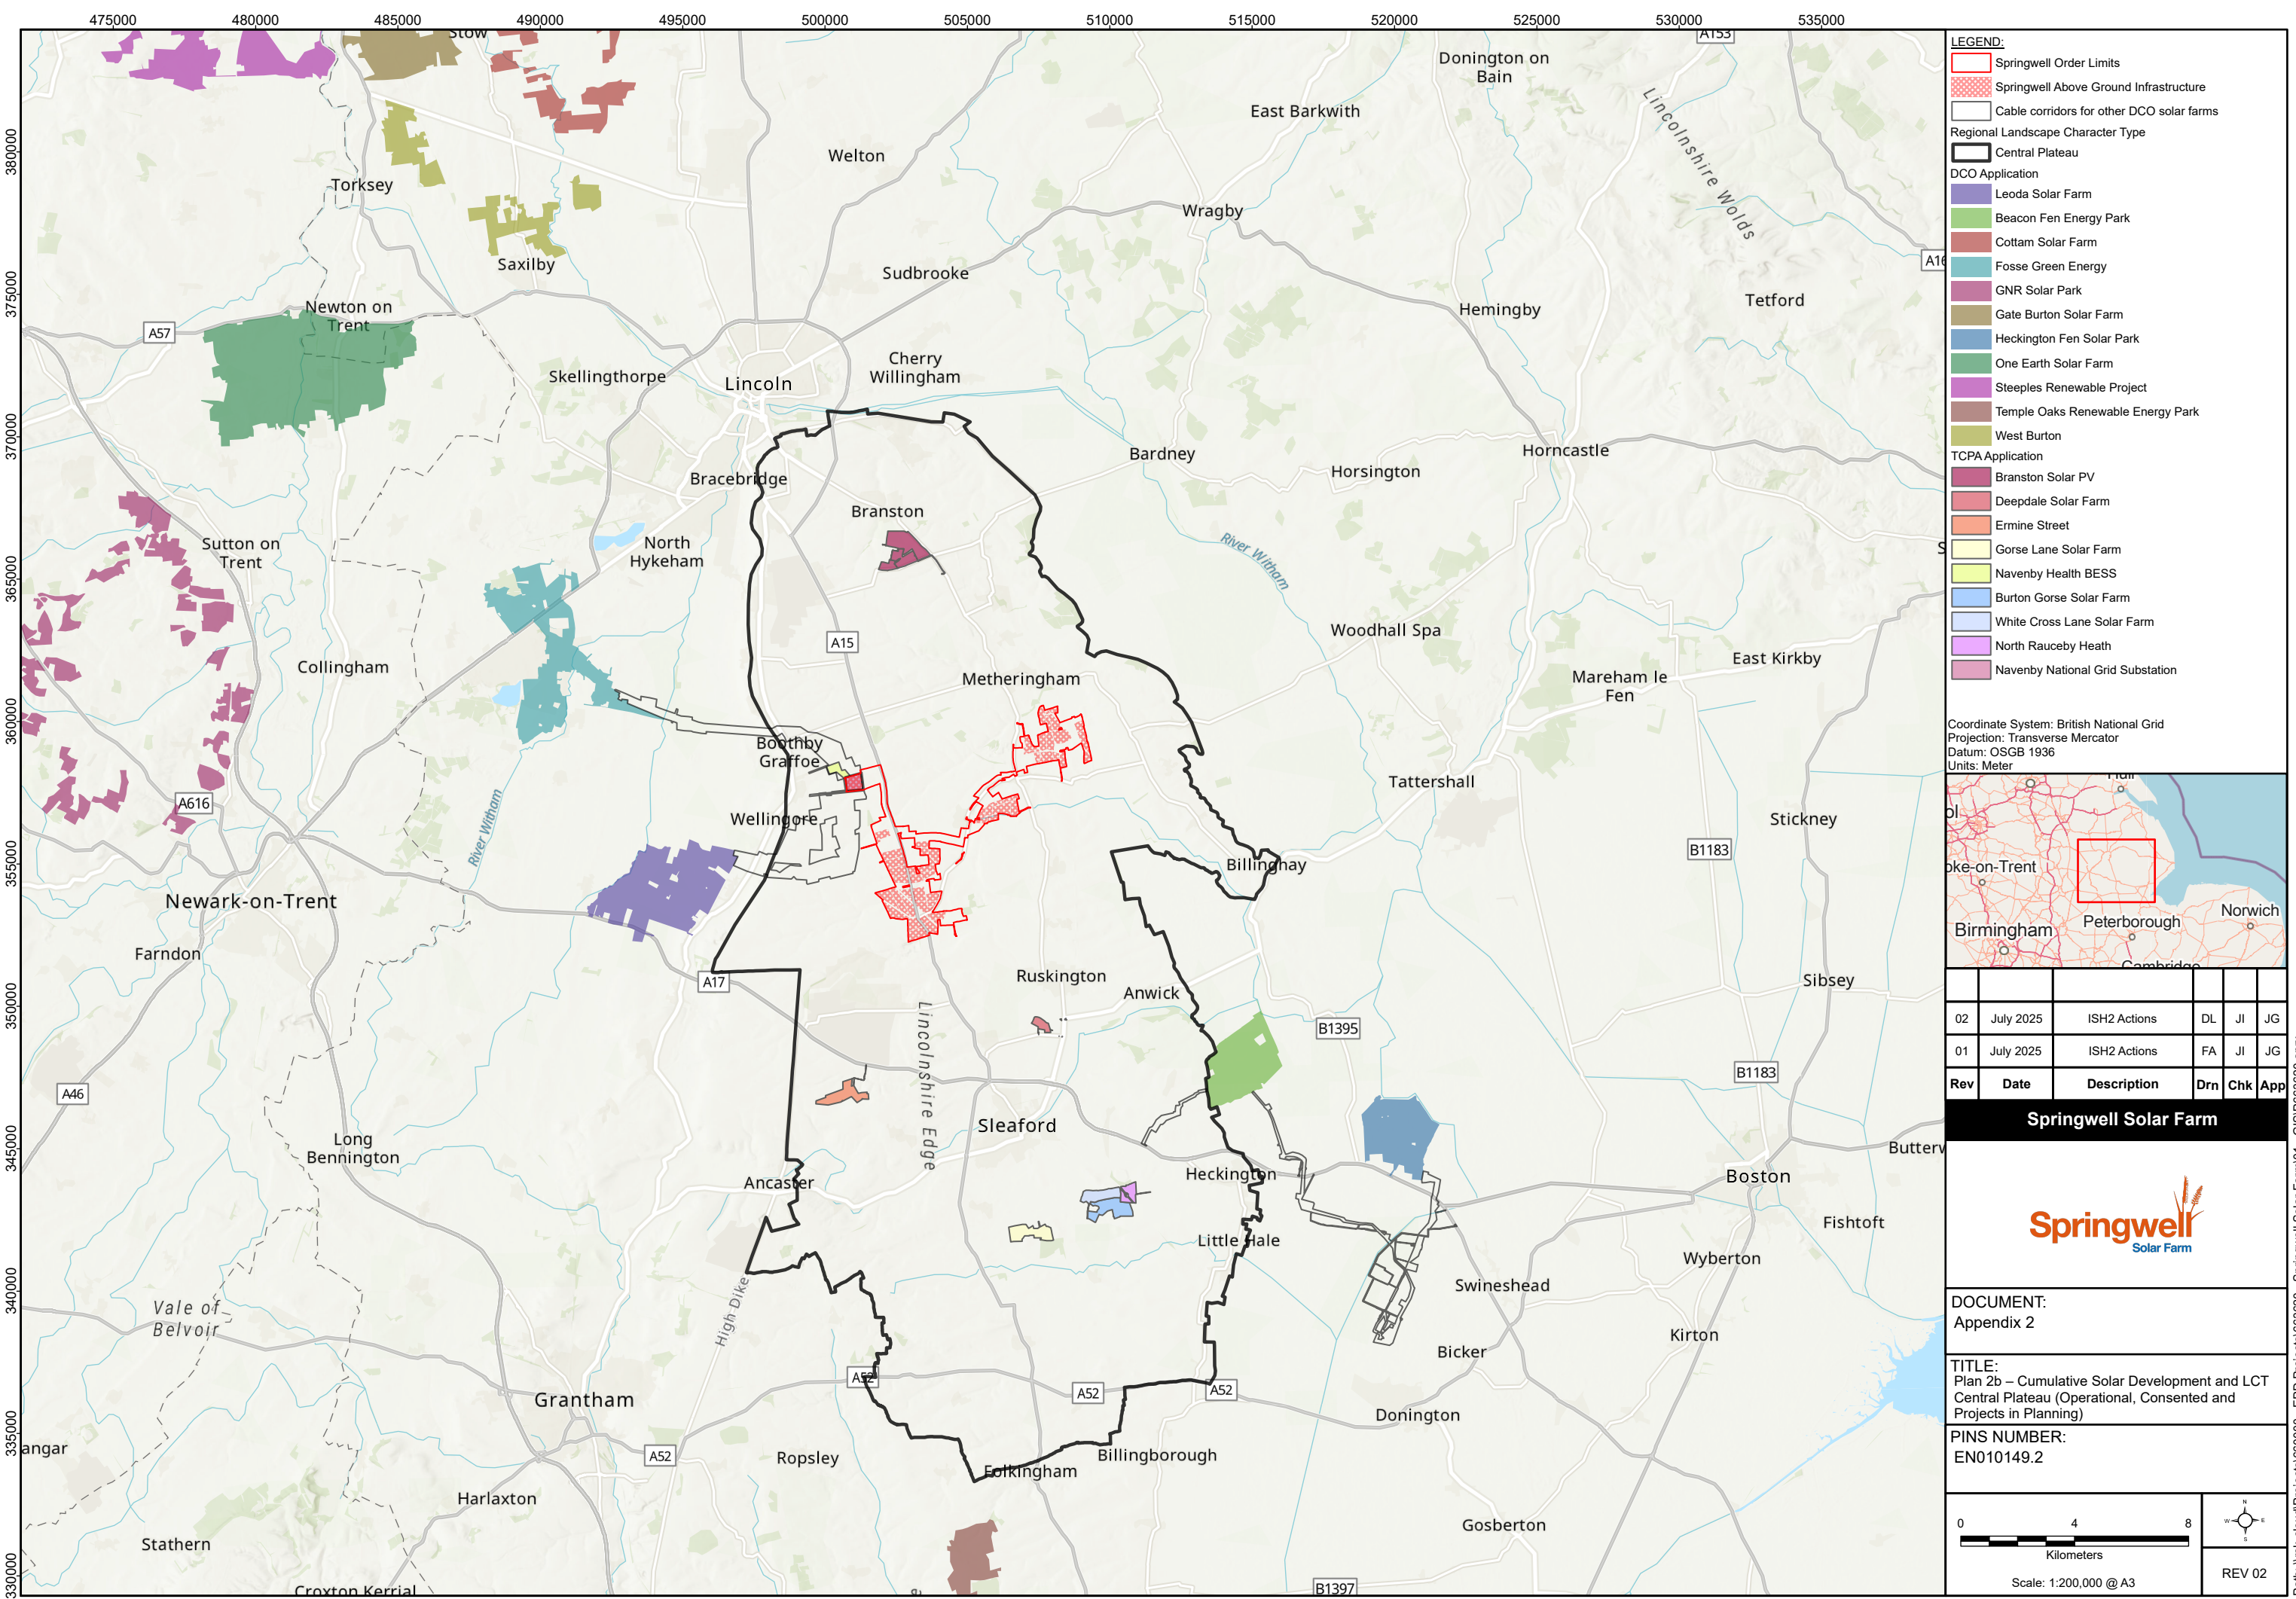 475000 480000 485000 490000 495000 500000 505000 510000 515000 520000 525000 530000 535000
380000
375000
370000
365000
360000
355000
350000
345000
340000
335000
330000
Stow
A153
Donington on
Bain
East Barkwith
Lincolnshire Wolds
Welton
Torksey
Wragby
Saxilby
Sudbrooke
A16
Tetford
Newton on
Trent
Hemingby
A57
Cherry
Willingham
Skellingthorpe
Lincoln
Bardney
Horncastle
Horsington
Bracebridge
Branston
Sutton on
Trent
North
Hykeham
River Witham
Woodhall Spa
A15
East Kirkby
Collingham
Metheringham
Mareham le
Fen
Boothby
Graffoe
Tattershall
A616
Wellingore
Stickney
River Witham
B1183
Billinghay
Newark-on-Trent
Farndon
Ruskington
A17
Sibsey
Anwick
Lincolnshire Edge
B1395
B1183
A46
Sleaford
Long
Bennington
Butterw
Heckington
Boston
Ancaster
Fishtoft
Little Hale
Wyberton
High Dike
Swineshead
Vale of
Belvoir
Kirton
Bicker
A52
A52
A52
Grantham
Donington
angar
A52
Ropsley
Billingborough
Folkingham
Harlaxton
Gosberton
Stathern
Croxton Kerrial
B1397
LEGEND:
Springwell Order Limits
Springwell Above Ground Infrastructure
Cable corridors for other DCO solar farms
Regional Landscape Character Type
Central Plateau
DCO Application
Leoda Solar Farm
Beacon Fen Energy Park
Cottam Solar Farm
Fosse Green Energy
GNR Solar Park
Gate Burton Solar Farm
Heckington Fen Solar Park
One Earth Solar Farm
Steeples Renewable Project
Temple Oaks Renewable Energy Park
West Burton
TCPA Application
Branston Solar PV
Deepdale Solar Farm
Ermine Street
Gorse Lane Solar Farm
Navenby Health BESS
Burton Gorse Solar Farm
White Cross Lane Solar Farm
North Rauceby Heath
Navenby National Grid Substation
Coordinate System: British National Grid
Projection: Transverse Mercator
Datum: OSGB 1936
Units: Meter
Hull
ol
oke-on-Trent
Norwich
Peterborough
Birmingham
Cambridge
02 July 2025 ISH2 Actions DL JI JG
01 July 2025 ISH2 Actions FA JI JG
Rev Date Description Drn Chk App
Springwell Solar Farm
Springwell
Solar Farm
DOCUMENT:
Appendix 2
TITLE:
Plan 2b – Cumulative Solar Development and LCT
Central Plateau (Operational, Consented and
Projects in Planning)
PINS NUMBER:
EN010149.2
0 4 8
Kilometers
Scale: 1:200,000 @ A3
N
W E
S
REV 02